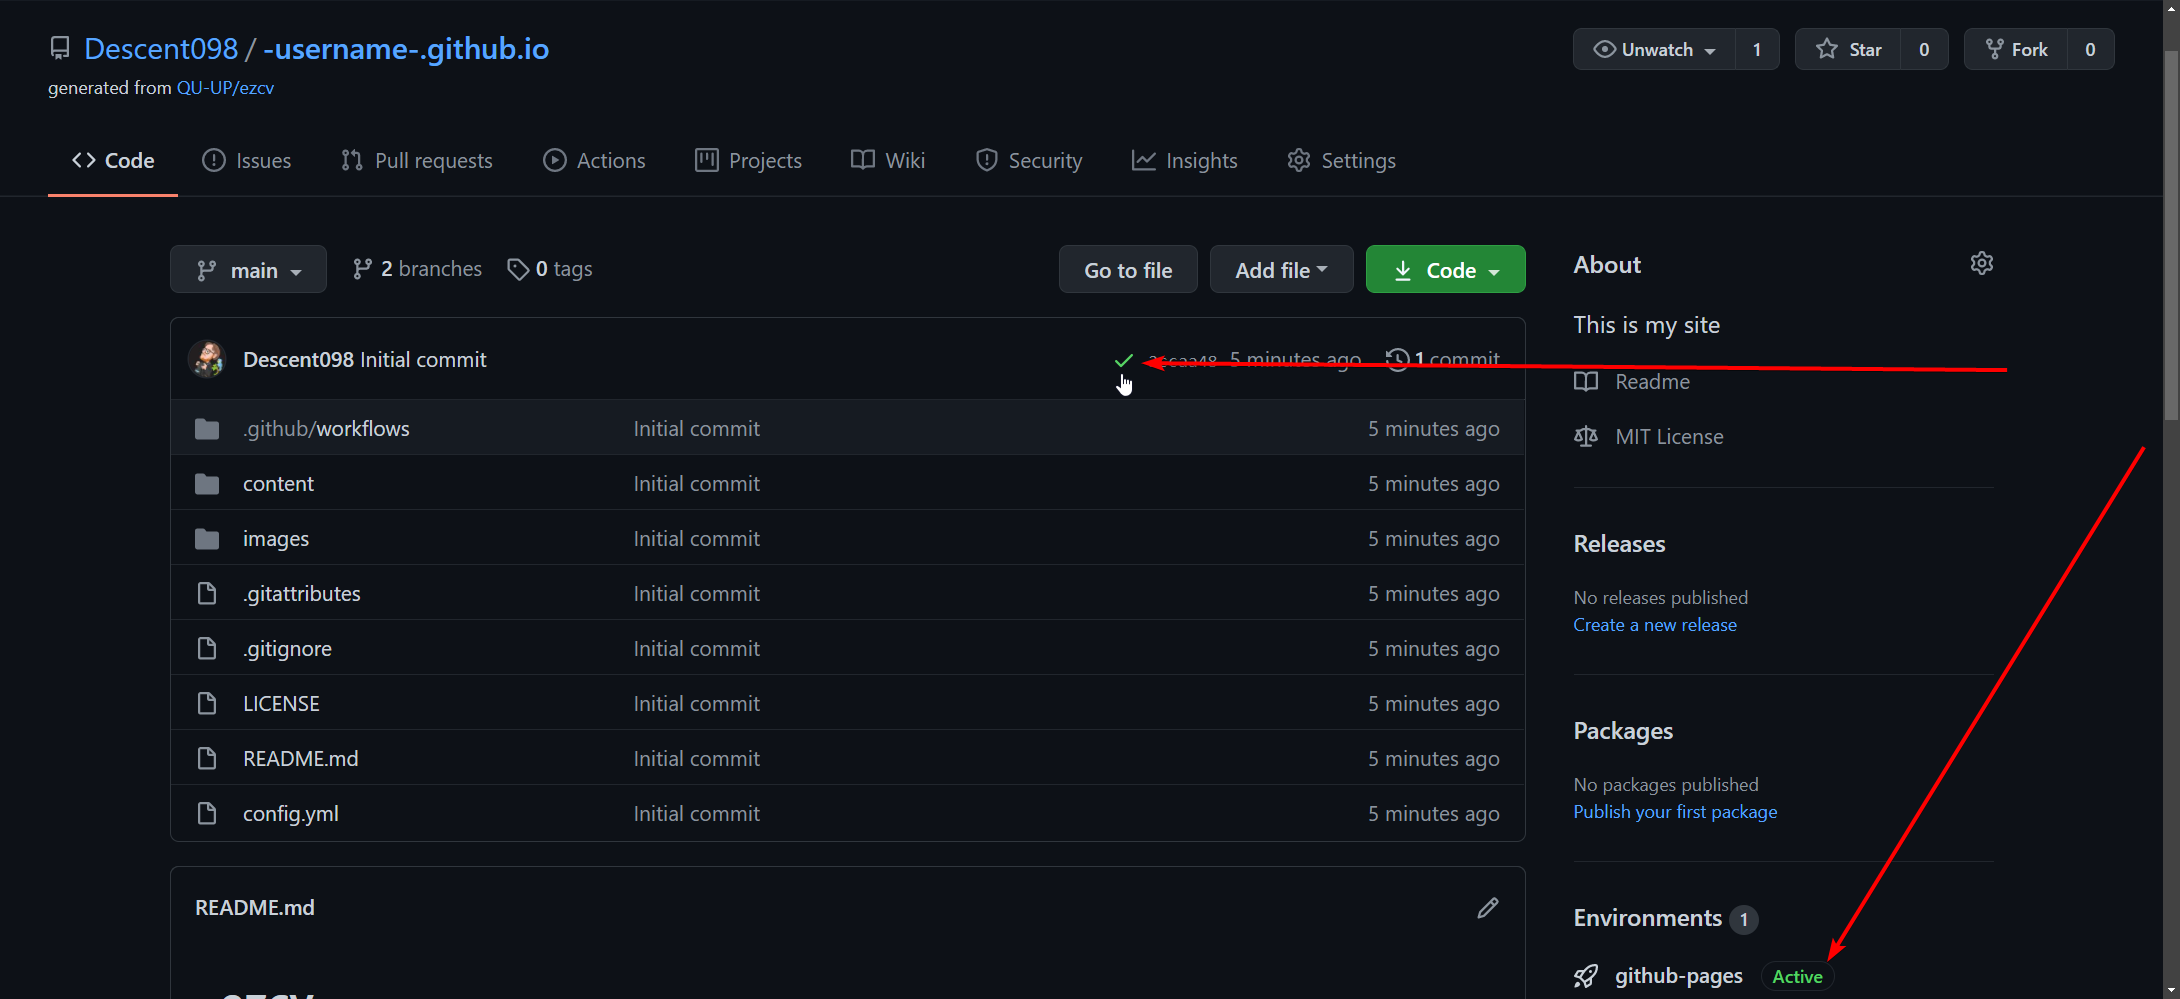 Descent098 / -username-.github.io
Unwatch 1 Star 0 Fork 0
generated from QU-UP/ezcv
Code Issues Pull requests Actions Projects Wiki Security Insights Settings
main 2 branches 0 tags Go to file Add file Code
Descent098 Initial commit 5 minutes ago 1 commit
.github/workflows Initial commit 5 minutes ago
content Initial commit 5 minutes ago
images Initial commit 5 minutes ago
.gitattributes Initial commit 5 minutes ago
.gitignore Initial commit 5 minutes ago
LICENSE Initial commit 5 minutes ago
README.md Initial commit 5 minutes ago
config.yml Initial commit 5 minutes ago
README.md
About
This is my site
Readme
MIT License
Releases
No releases published
Create a new release
Packages
No packages published
Publish your first package
Environments 1
github-pages Active